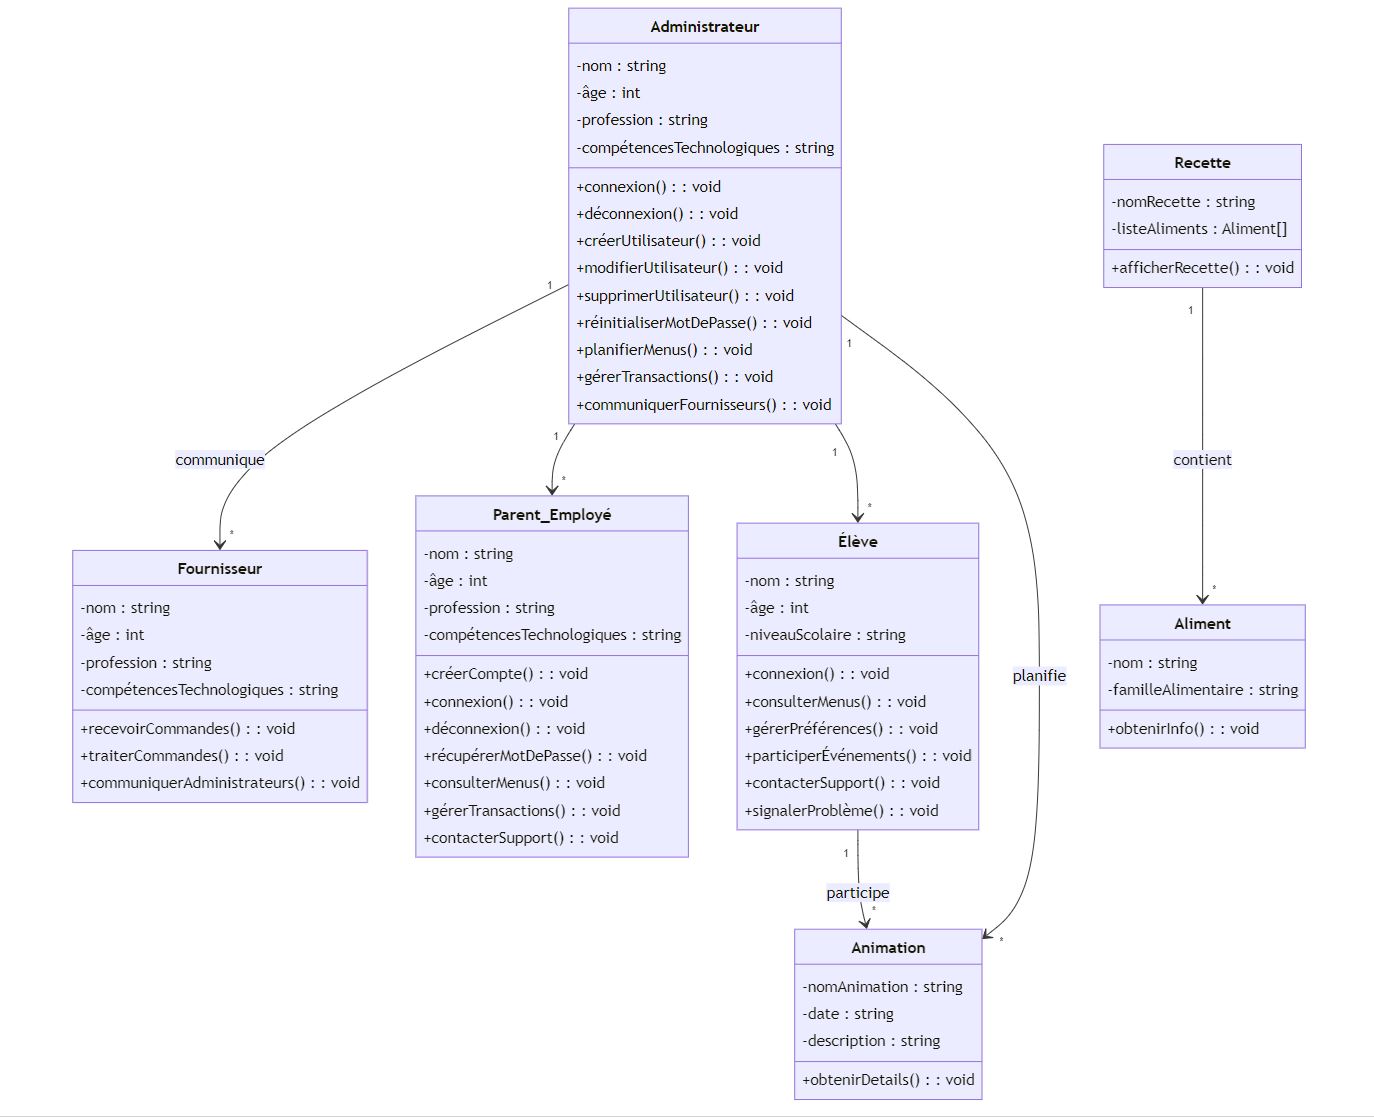 Administrateur
-nom : string
-âge : int
-profession : string
-compétencesTechnologiques : string
+connexion() : : void
+déconnexion() : : void
+créerUtilisateur() : : void
+modifierUtilisateur() : : void
+supprimerUtilisateur() : : void
+réinitialiserMotDePasse() : : void
+planifierMenus() : : void
+gérerTransactions() : : void
+communiquerFournisseurs() : : void
Recette
-nomRecette : string
-listeAliments : Aliment[]
+afficherRecette() : : void
1
1
1
1
1
communique
contient
*
*
*
*
Fournisseur
-nom : string
-âge : int
-profession : string
-compétencesTechnologiques : string
+recevoirCommandes() : : void
+traiterCommandes() : : void
+communiquerAdministrateurs() : : void
Parent_Employé
-nom : string
-âge : int
-profession : string
-compétencesTechnologiques : string
+créerCompte() : : void
+connexion() : : void
+déconnexion() : : void
+récupérerMotDePasse() : : void
+consulterMenus() : : void
+gérerTransactions() : : void
+contacterSupport() : : void
Élève
-nom : string
-âge : int
-niveauScolaire : string
+connexion() : : void
+consulterMenus() : : void
+gérerPréférences() : : void
+participerÉvénements() : : void
+contacterSupport() : : void
+signalerProblème() : : void
planifie
Aliment
-nom : string
-familleAlimentaire : string
+obtenirInfo() : : void
1
participe
*
*
Animation
-nomAnimation : string
-date : string
-description : string
+obtenirDetails() : : void